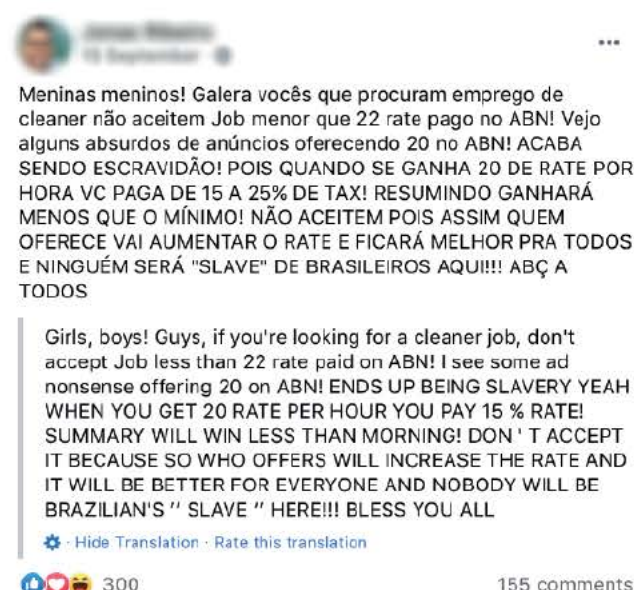 Meninas meninos! Galera vocês que procuram emprego de
cleaner não aceitem Job menor que 22 rate pago no ABN! Vejo
alguns absurdos de anúncios oferecendo 20 no ABN! ACABA
SENDO ESCRAVIDÃO! POIS QUANDO SE GANHA 20 DE RATE POR
HORA VC PAGA DE 15 A 25% DE TAX! RESUMINDO GANHARÁ
MENOS QUE O MÍNIMO! NÃO ACEITEM POIS ASSIM QUEM
OFERECE VAI AUMENTAR O RATE E FICARÁ MELHOR PRA TODOS
E NINGUÉM SERÁ "SLAVE" DE BRASILEIROS AQUI!!! ABÇ A
TODOS
Girls, boys! Guys, if you're looking for a cleaner job, don't
accept Job less than 22 rate paid on ABN! I see some ad
nonsense offering 20 on ABN! ENDS UP BEING SLAVERY YEAH
WHEN YOU GET 20 RATE PER HOUR YOU PAY 15 % RATE!
SUMMARY WILL WIN LESS THAN MORNING! DON ' T ACCEPT
IT BECAUSE SO WHO OFFERS WILL INCREASE THE RATE AND
IT WILL BE BETTER FOR EVERYONE AND NOBODY WILL BE
BRAZILIAN'S " SLAVE " HERE!!! BLESS YOU ALL
· Hide Translation · Rate this translation
300 155 comments